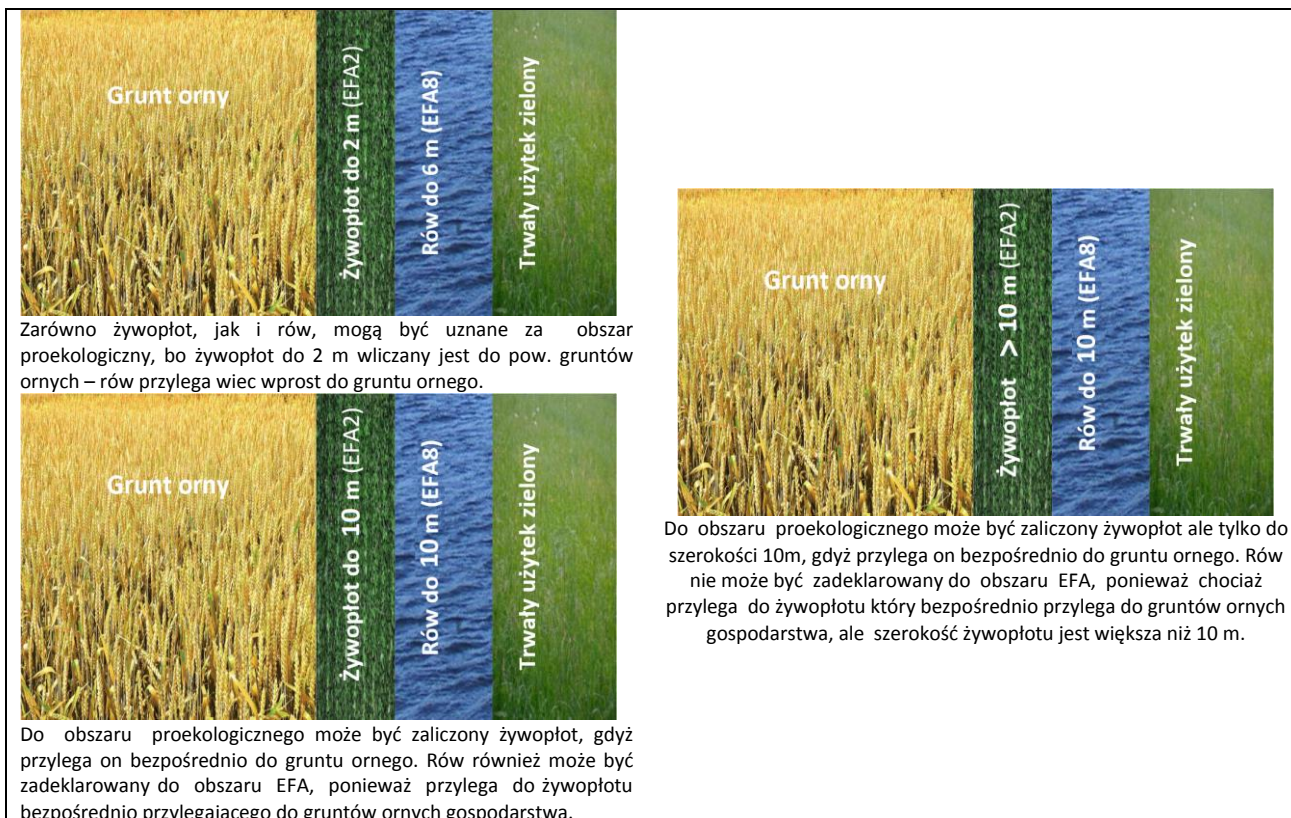 Grunt orny
Żywopłot do 2 m (EFA2)
Rów do 6 m (EFA8)
Trwały użytek zielony
Zarówno żywopłot, jak i rów, mogą być uznane za obszar
proekologiczny, bo żywopłot do 2 m wliczany jest do pow. gruntów
ornych – rów przylega wiec wprost do gruntu ornego.
Grunt orny
Żywopłot do 10 m (EFA2)
Rów do 10 m (EFA8)
Trwały użytek zielony
Do obszaru proekologicznego może być zaliczony żywopłot, gdyż
przylega on bezpośrednio do gruntu ornego. Rów również może być
zadeklarowany do obszaru EFA, ponieważ przylega do żywopłotu
bezpośrednio przylegającego do gruntów ornych gospodarstwa.
Grunt orny
Żywopłot > 10 m (EFA2)
Rów do 10 m (EFA8)
Trwały użytek zielony
Do obszaru proekologicznego może być zaliczony żywopłot ale tylko do
szerokości 10m, gdyż przylega on bezpośrednio do gruntu ornego. Rów
nie może być zadeklarowany do obszaru EFA, ponieważ chociaż
przylega do żywopłotu który bezpośrednio przylega do gruntów ornych
gospodarstwa, ale szerokość żywopłotu jest większa niż 10 m.